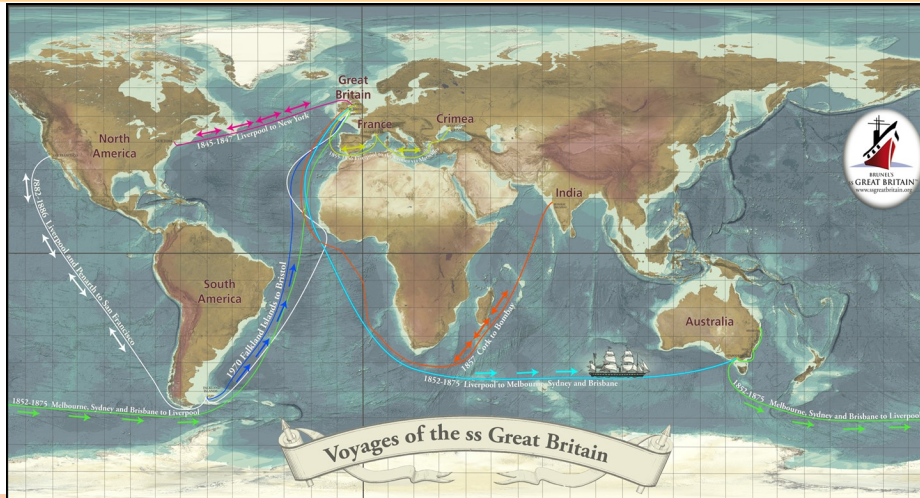 Great
Britain
North
America
1845-1847 Liverpool to New York
France
Crimea
BRUNEL'S
ss GREAT BRITAIN
www.ssgreatbritain.org
India
1882-1886 Liverpool and Penarth to San Francisco
South
America
1970 Falkland Islands to Bristol
1857 Cork to Bombay
Australia
1852-1875 Liverpool to Melbourne, Sydney and Brisbane
1852-1875 Melbourne, Sydney and Brisbane to Liverpool
1852-1875 Melbourne, Sydney and Brisbane to Liverpool
Voyages of the ss Great Britain